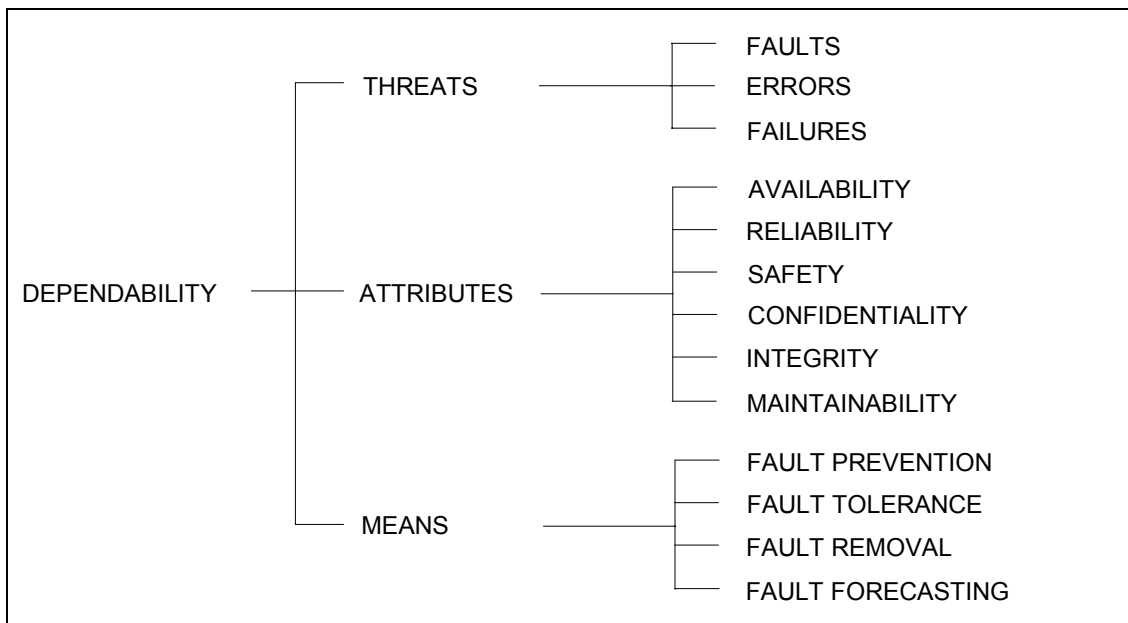 FAULTS
THREATS
ERRORS
FAILURES
AVAILABILITY
RELIABILITY
SAFETY
DEPENDABILITY
ATTRIBUTES
CONFIDENTIALITY
INTEGRITY
MAINTAINABILITY
FAULT PREVENTION
FAULT TOLERANCE
MEANS
FAULT REMOVAL
FAULT FORECASTING